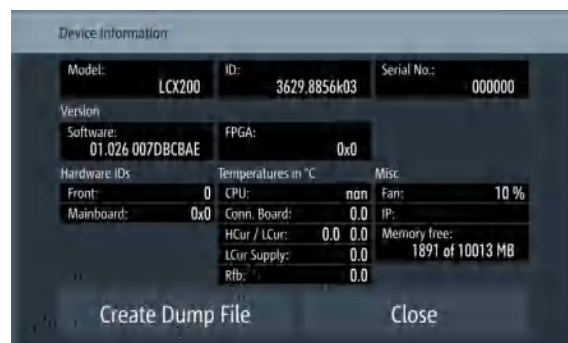 Device Information
Model: ID: Serial No.:
LCX200 3629.8856k03 000000
Version
Software: FPGA:
01.026 007DBCBAE 0x0
Hardware IDs Temperatures in °C Misc
Front: 0 CPU: nan Fan: 10 %
Mainboard: 0x0 Conn. Board: 0.0 IP:
HCur / LCur: 0.0 0.0 Memory free:
LCur Supply: 0.0 1891 of 10013 MB
Rfb: 0.0
Create Dump File Close